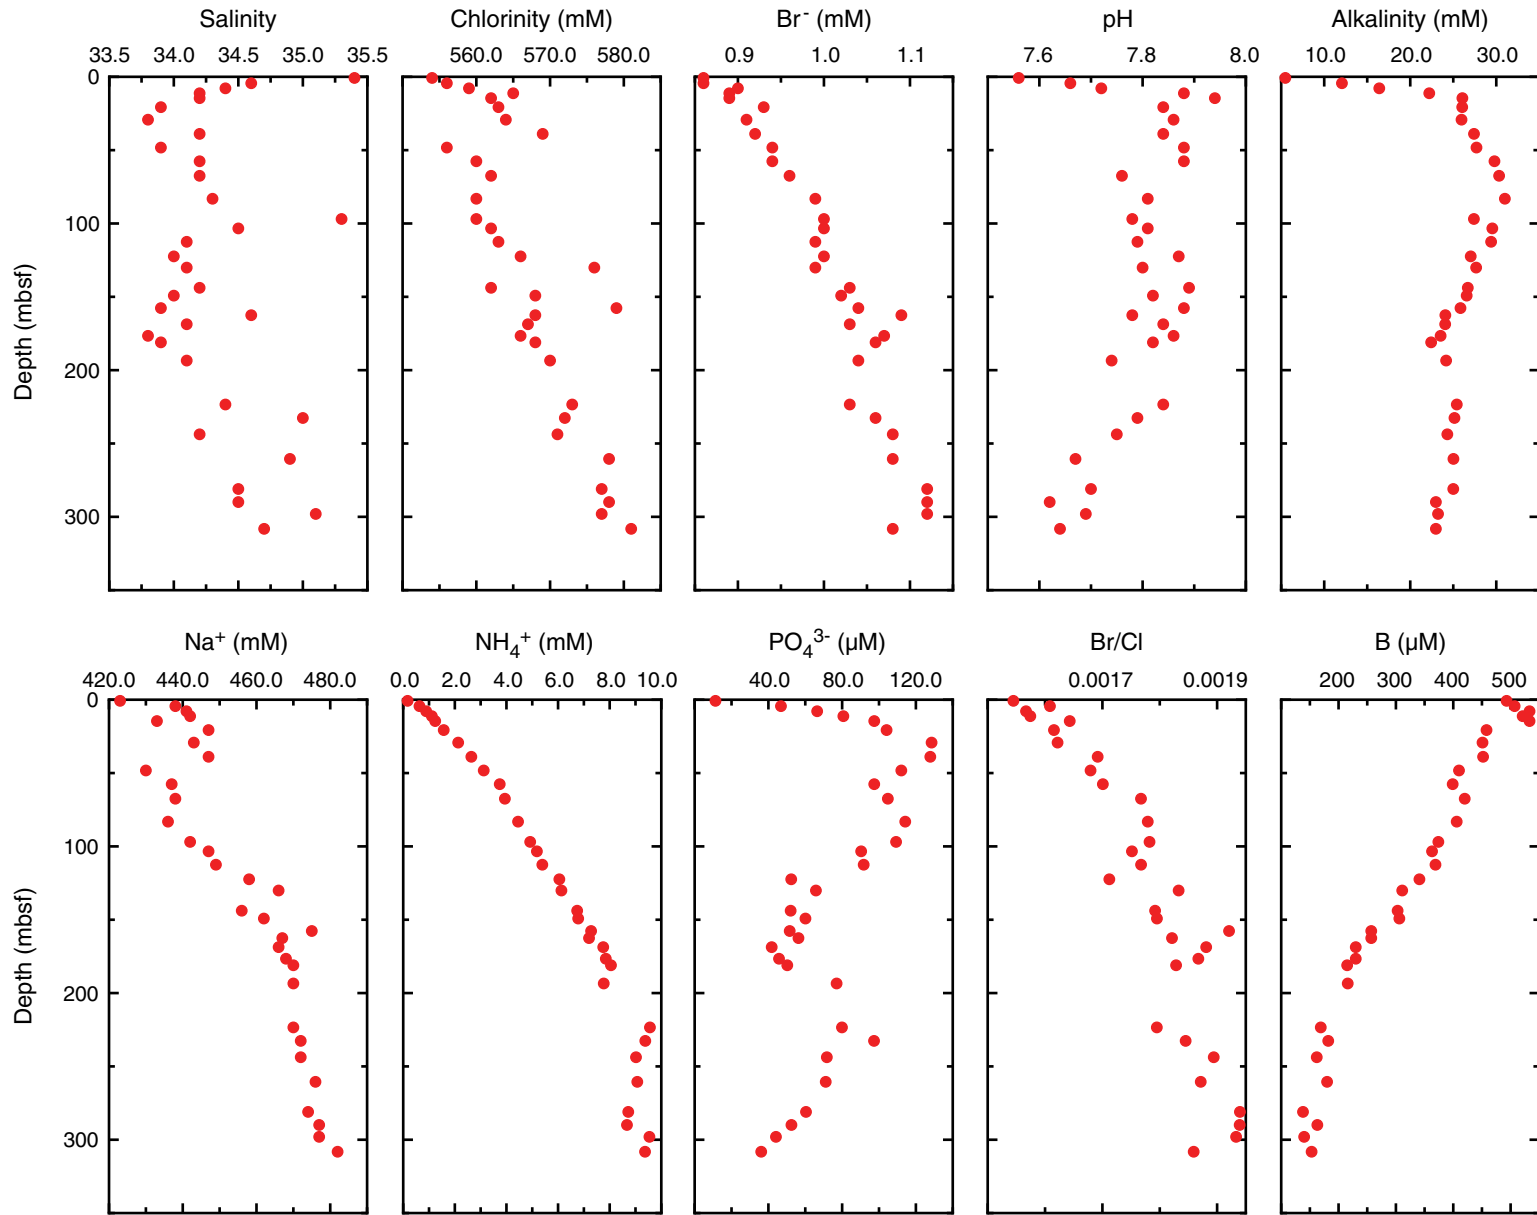 Salinity Chlorinity (mM) Br⁻ (mM) pH Alkalinity (mM)
33.5 34.0 34.5 35.0 35.5 560.0 570.0 580.0 0.9 1.0 1.1 7.6 7.8 8.0 10.0 20.0 30.0
0
100
Depth (mbsf)
200
300
Na⁺ (mM) NH₄⁺ (mM) PO₄³⁻ (µM) Br/Cl B (µM)
420.0 440.0 460.0 480.0 0.0 2.0 4.0 6.0 8.0 10.0 40.0 80.0 120.0 0.0017 0.0019 200 300 400 500
0
100
Depth (mbsf)
200
300